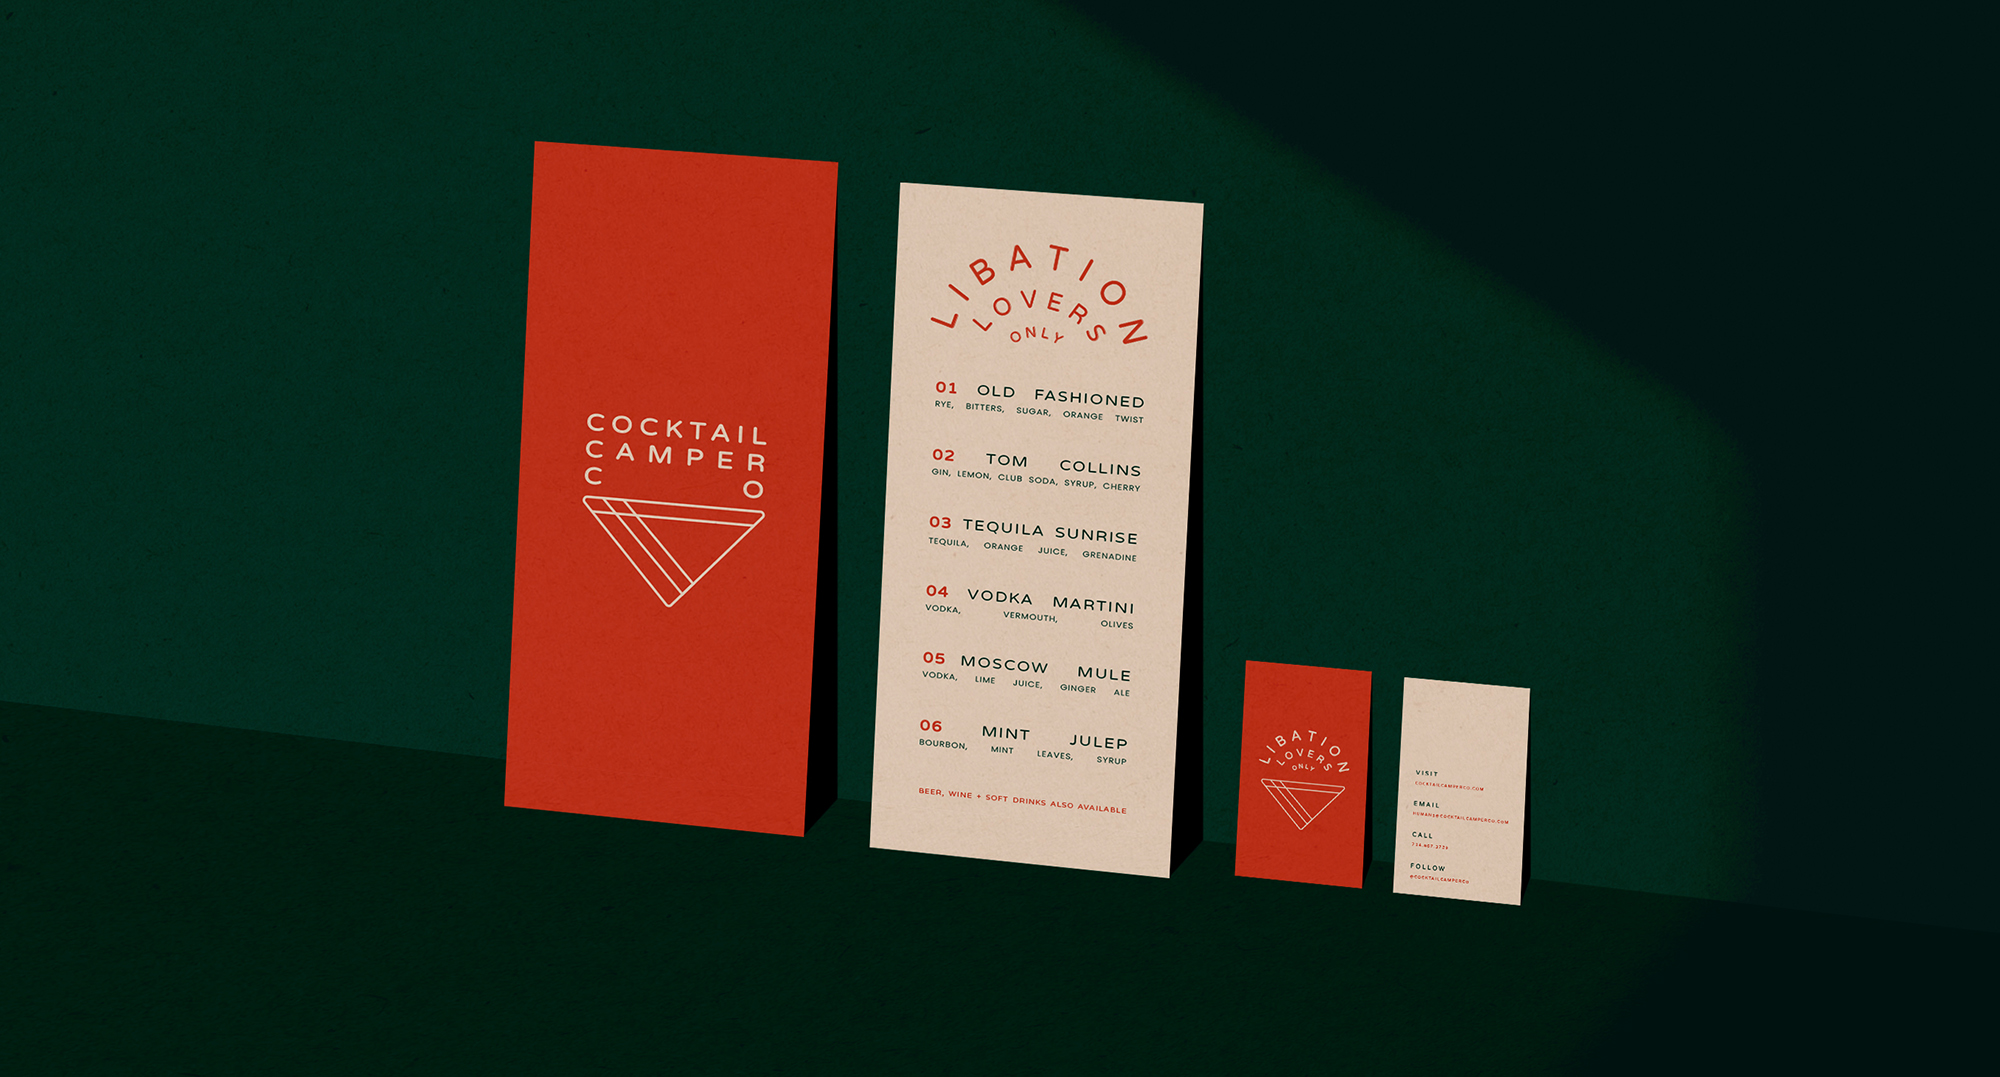 COCKTAIL
CAMPER
C O
LIBATION
LOVERS
ONLY
01 OLD FASHIONED
RYE, BITTERS, SUGAR, ORANGE TWIST
02 TOM COLLINS
GIN, LEMON, CLUB SODA, SYRUP, CHERRY
03 TEQUILA SUNRISE
TEQUILA, ORANGE JUICE, GRENADINE
04 VODKA MARTINI
VODKA, VERMOUTH, OLIVES
05 MOSCOW MULE
VODKA, LIME JUICE, GINGER ALE
06 MINT JULEP
BOURBON, MINT LEAVES, SYRUP
BEER, WINE + SOFT DRINKS ALSO AVAILABLE
LIBATION
LOVERS
ONLY
VISIT
COCKTAILCAMPERCO.COM
EMAIL
HUMANS@COCKTAILCAMPERCO.COM
CALL
FOLLOW
@COCKTAILCAMPERCO